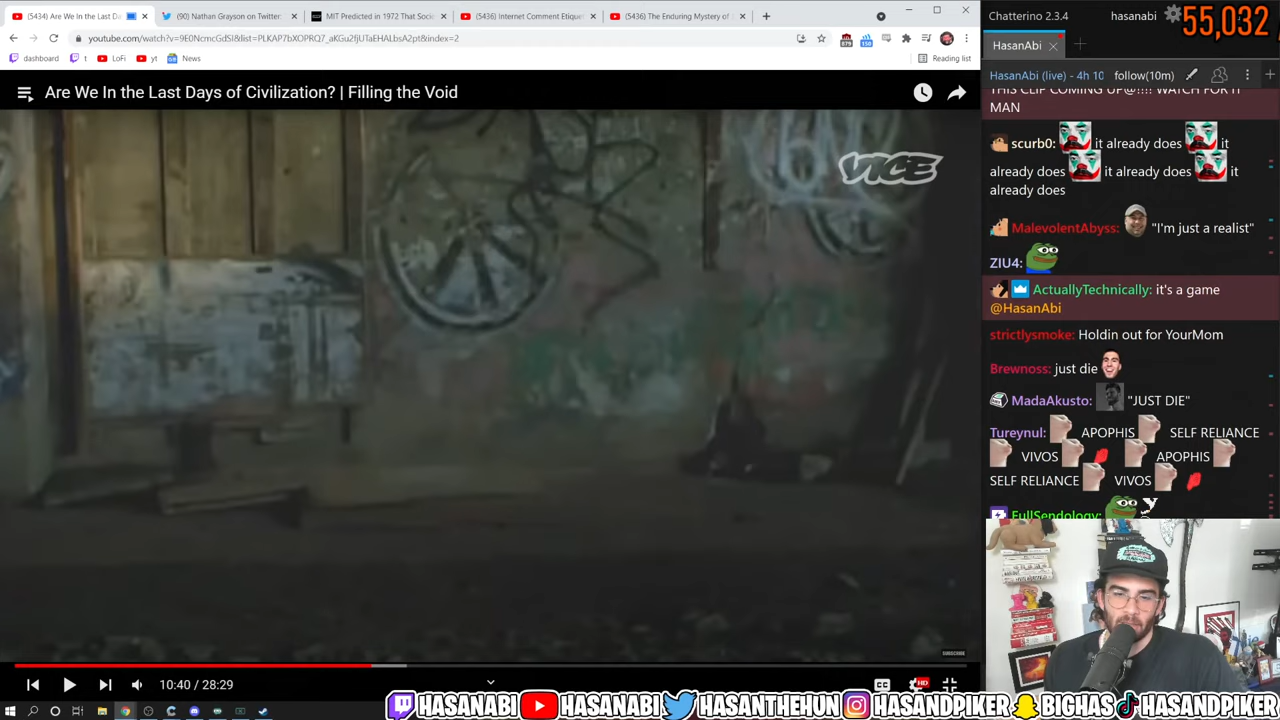 (5434) Are We In the Last Da
(90) Nathan Grayson on Twitter:
MIT Predicted in 1972 That Soci
(5436) Internet Comment Etiquet
(5436) The Enduring Mystery of
youtube.com/watch?v=9E0NcmcGdSI&list=PLKAP7bXOPRQ7_aKGu2fjUTaEHALbsA2pt&index=2
879
150
dashboard
t
LoFi
yt
News
Reading list
Are We In the Last Days of Civilization? | Filling the Void
VICE
SUBSCRIBE
10:40 / 28:29
HD
Chatterino 2.3.4
hasanabi
55,032
HasanAbi
HasanAbi (live) - 4h 10
follow(10m)
THIS CLIP COMING UP@!!!! WATCH FOR IT
MAN
scurb0: it already does it
already does it already does it
already does
MalevolentAbyss: "I'm just a realist"
ZIU4:
ActuallyTechnically: it's a game
@HasanAbi
strictlysmoke: Holdin out for YourMom
Brewnoss: just die
MadaAkusto: "JUST DIE"
Tureynul: APOPHIS SELF RELIANCE
VIVOS APOPHIS
SELF RELIANCE VIVOS
FullSendology:
HASANABI HASANABI HASANTHEHUN HASANDPIKER BIGHAS HASANDPIKER